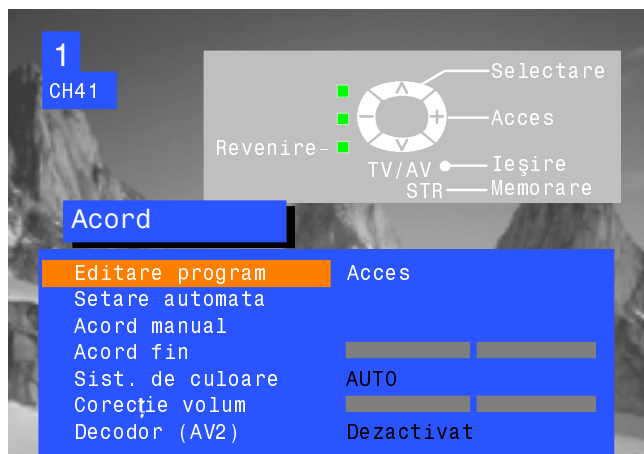 1
CH41
Selectare
Acces
Revenire-
TV/AV Ieşire
STR Memorare
Acord
Editare program Acces
Setare automata
Acord manual
Acord fin
Sist. de culoare AUTO
Corecţie volum
Decodor (AV2) Dezactivat